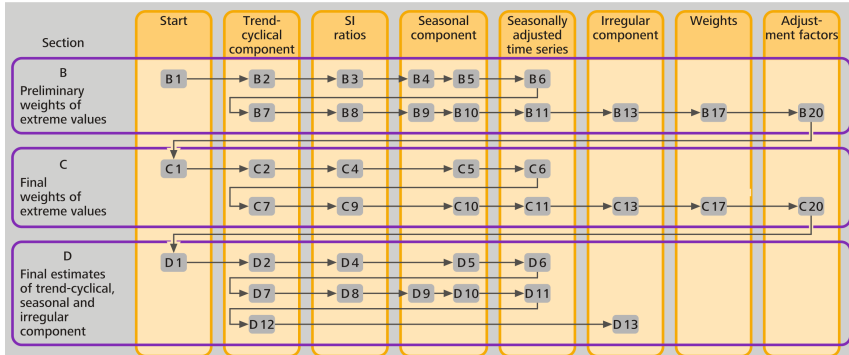 Section
Start
Trend-
cyclical
component
SI
ratios
Seasonal
component
Seasonally
adjusted
time series
Irregular
component
Weights
Adjust-
ment factors
B
Preliminary
weights of
extreme values
B 1 B 2 B 3 B 4 B 5 B 6
B 7 B 8 B 9 B 10 B 11 B 13 B 17 B 20
C
Final
weights of
extreme values
C 1 C 2 C 4 C 5 C 6
C 7 C 9 C 10 C 11 C 13 C 17 C 20
D
Final estimates
of trend-cyclical,
seasonal and
irregular
component
D 1 D 2 D 4 D 5 D 6
D 7 D 8 D 9 D 10 D 11
D 12 D 13